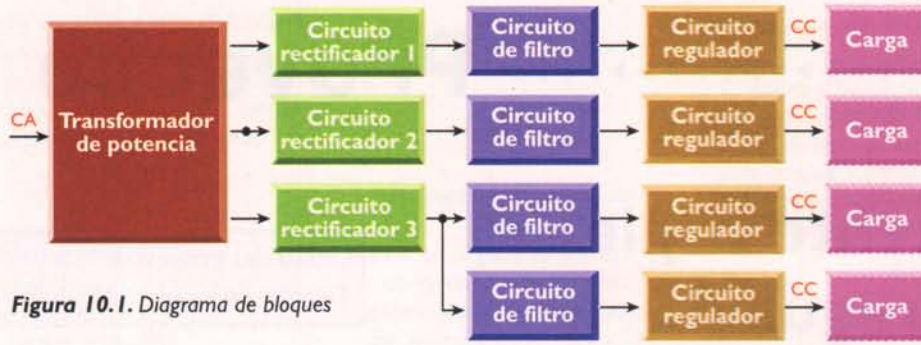 Circuito
rectificador 1
Circuito
de filtro
Circuito
regulador
CC
Carga
CA
Transformador
de potencia
Circuito
rectificador 2
Circuito
de filtro
Circuito
regulador
CC
Carga
Circuito
rectificador 3
Circuito
de filtro
Circuito
regulador
CC
Carga
Circuito
de filtro
Circuito
regulador
CC
Carga
Figura 10.1. Diagrama de bloques